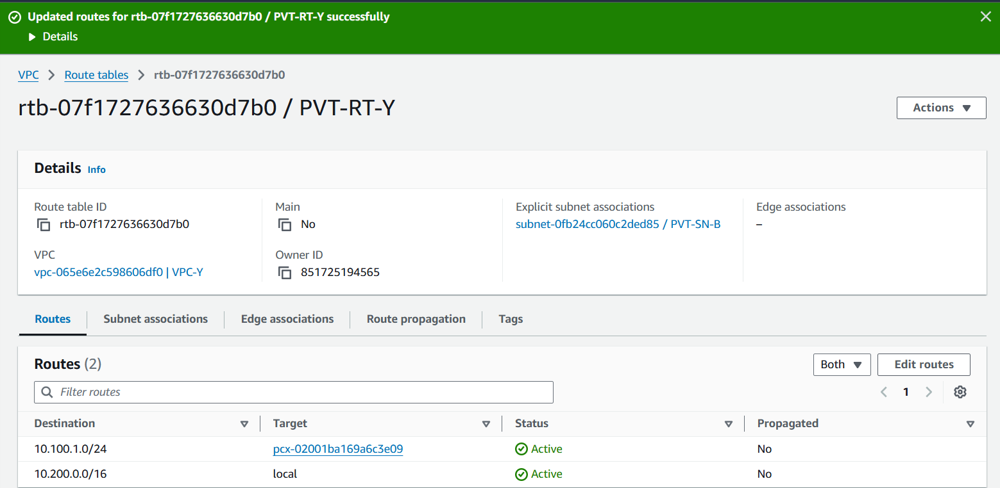 Updated routes for rtb-07f1727636630d7b0 / PVT-RT-Y successfully
Details
VPC > Route tables > rtb-07f1727636630d7b0
rtb-07f1727636630d7b0 / PVT-RT-Y
Actions
Details Info
Route table ID
rtb-07f1727636630d7b0
Main
No
Explicit subnet associations
subnet-0fb24cc060c2ded85 / PVT-SN-B
Edge associations
–
VPC
vpc-065e6e2c598606df0 | VPC-Y
Owner ID
851725194565
Routes
Subnet associations
Edge associations
Route propagation
Tags
Routes (2)
Both
Edit routes
Filter routes
1
Destination Target Status Propagated
10.100.1.0/24 pcx-02001ba169a6c3e09 Active No
10.200.0.0/16 local Active No